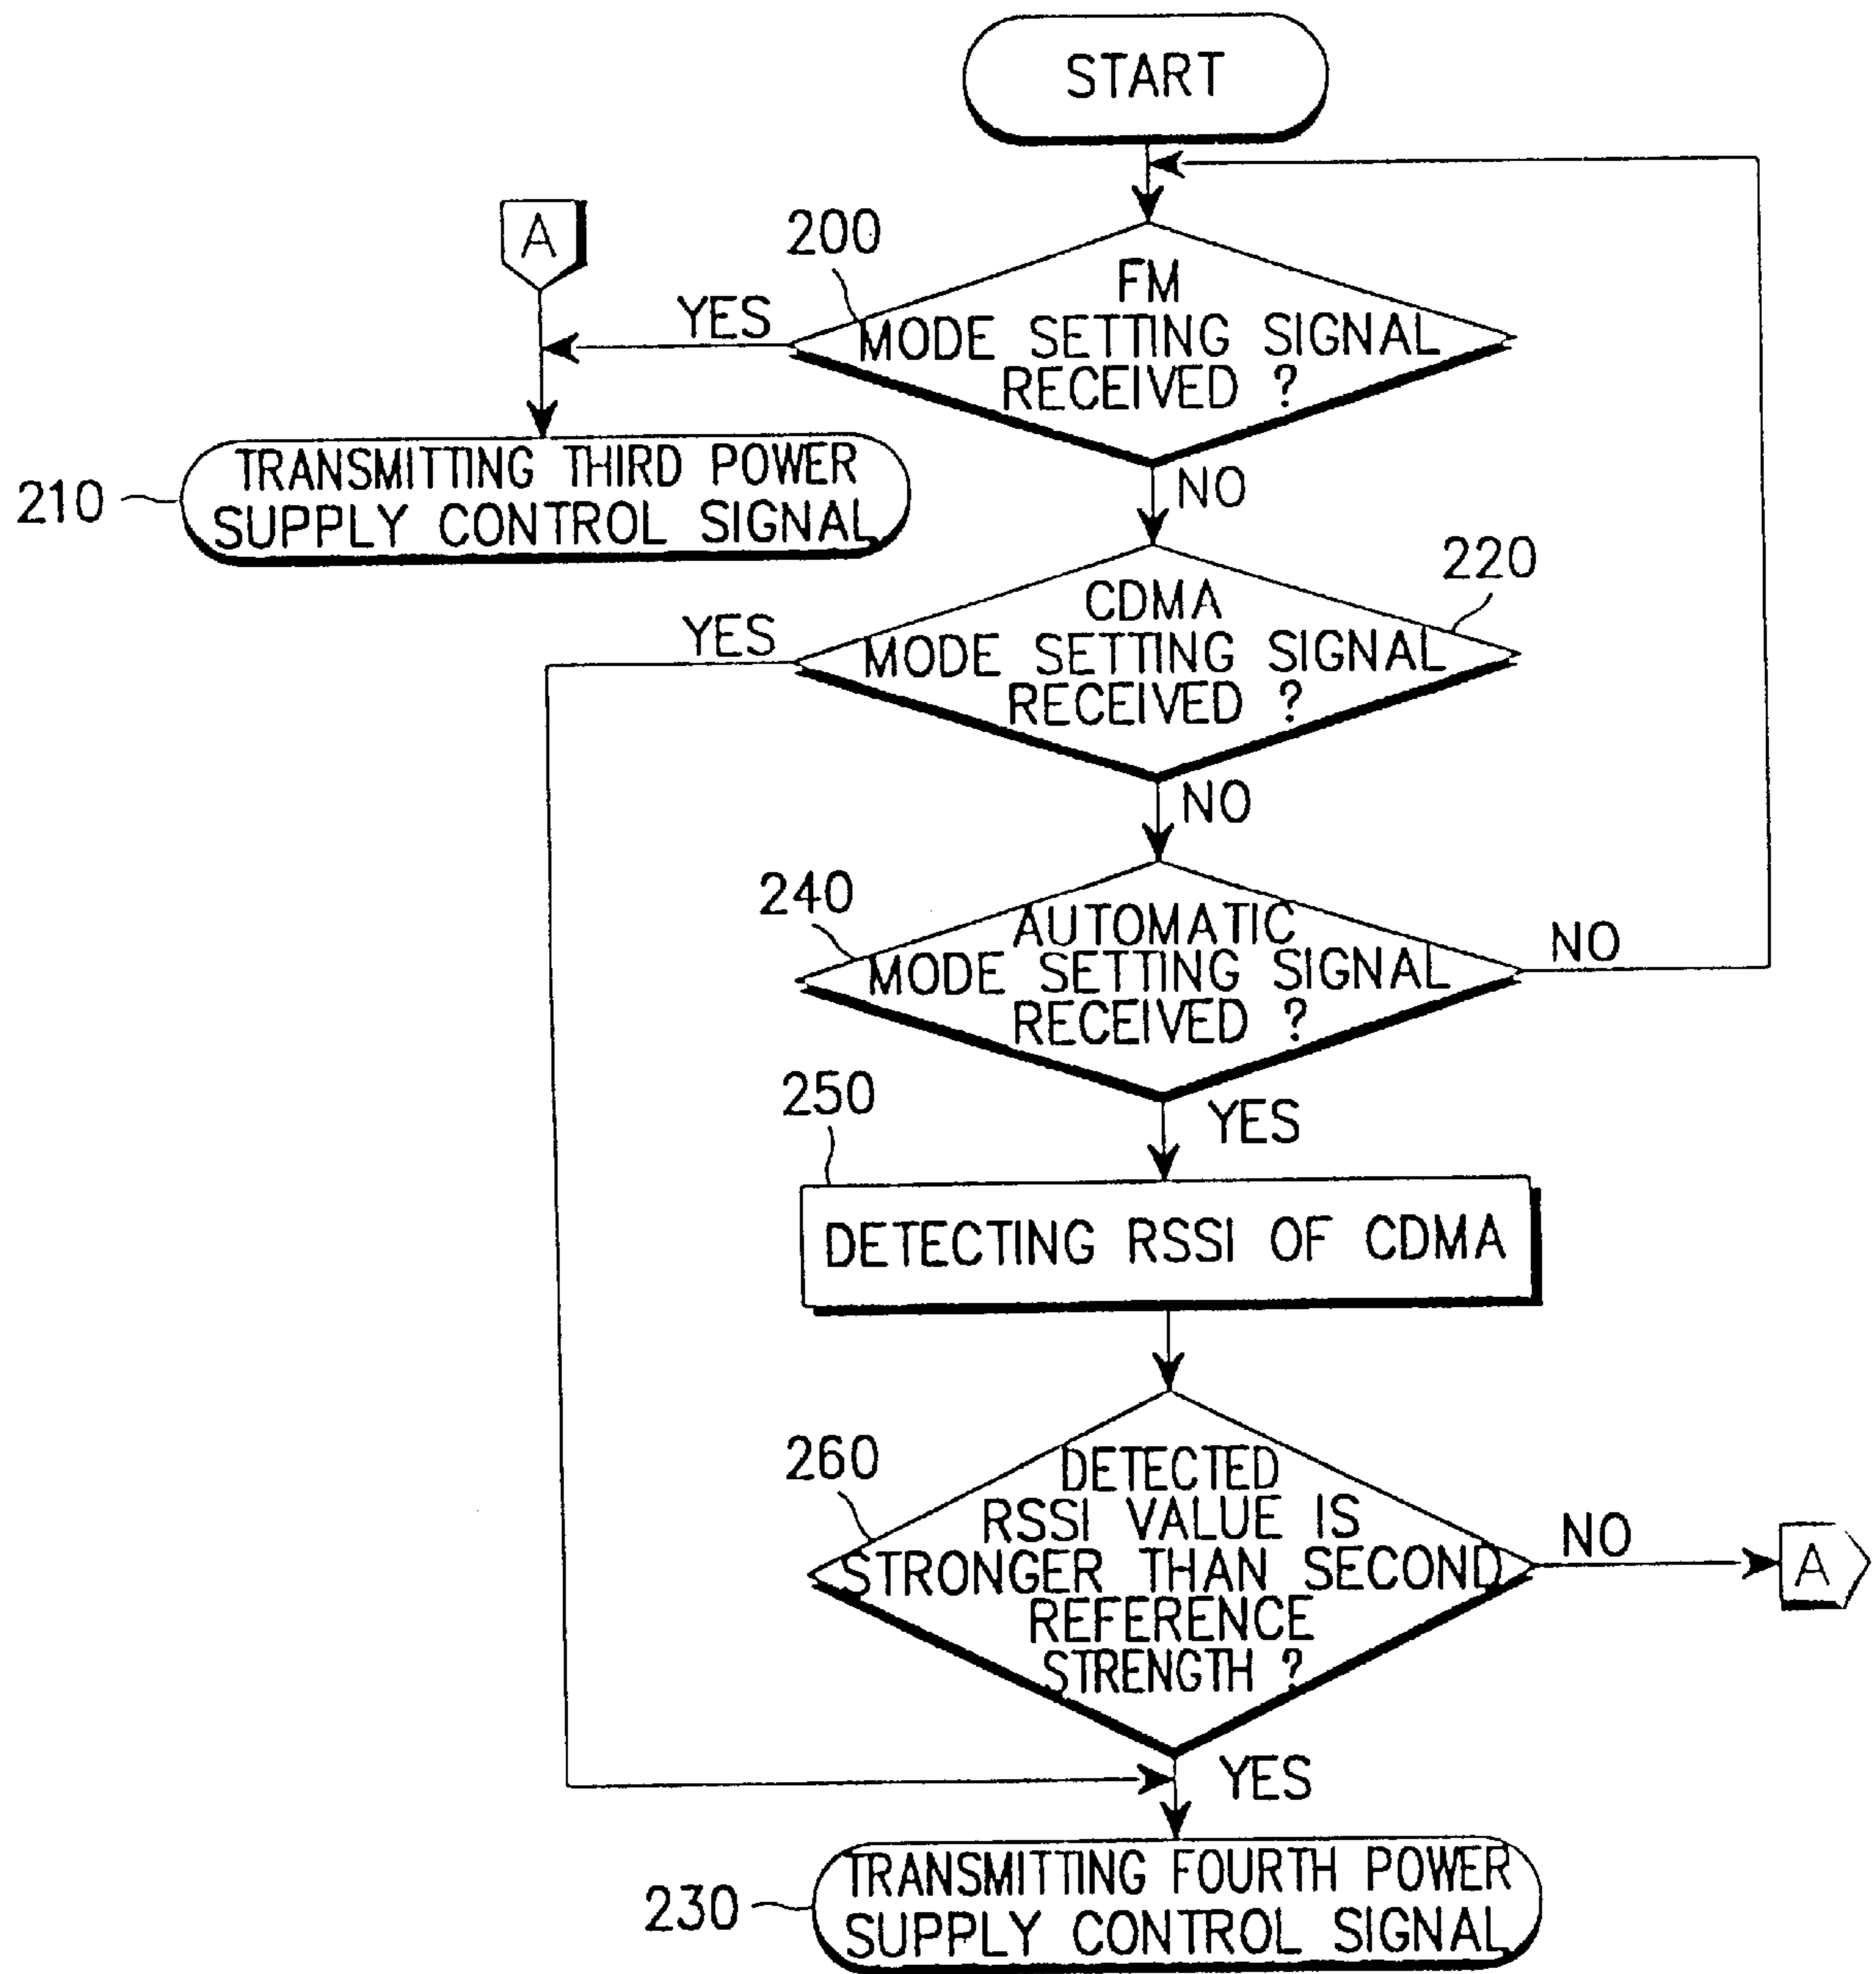 START
A
200
FM
MODE SETTING SIGNAL
RECEIVED ?
YES
NO
210
TRANSMITTING THIRD POWER
SUPPLY CONTROL SIGNAL
220
CDMA
MODE SETTING SIGNAL
RECEIVED ?
YES
NO
240
AUTOMATIC
MODE SETTING SIGNAL
RECEIVED ?
NO
YES
250
DETECTING RSSI OF CDMA
260
DETECTED
RSSI VALUE IS
STRONGER THAN SECOND
REFERENCE
STRENGTH ?
NO
A
YES
230
TRANSMITTING FOURTH POWER
SUPPLY CONTROL SIGNAL